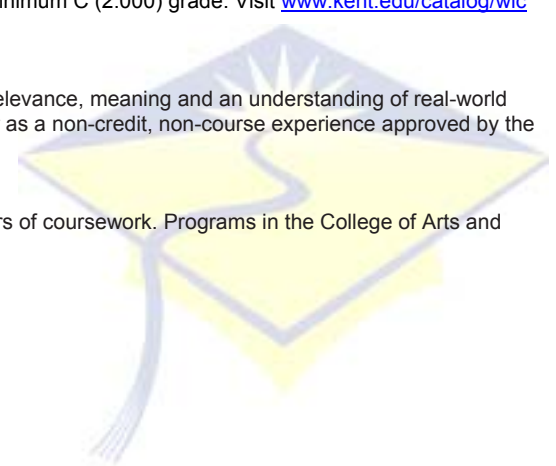 inimum C (2.000) grade. Visit www.kent.edu/catalog/wic
elevance, meaning and an understanding of real-world
as a non-credit, non-course experience approved by the
rs of coursework. Programs in the College of Arts and